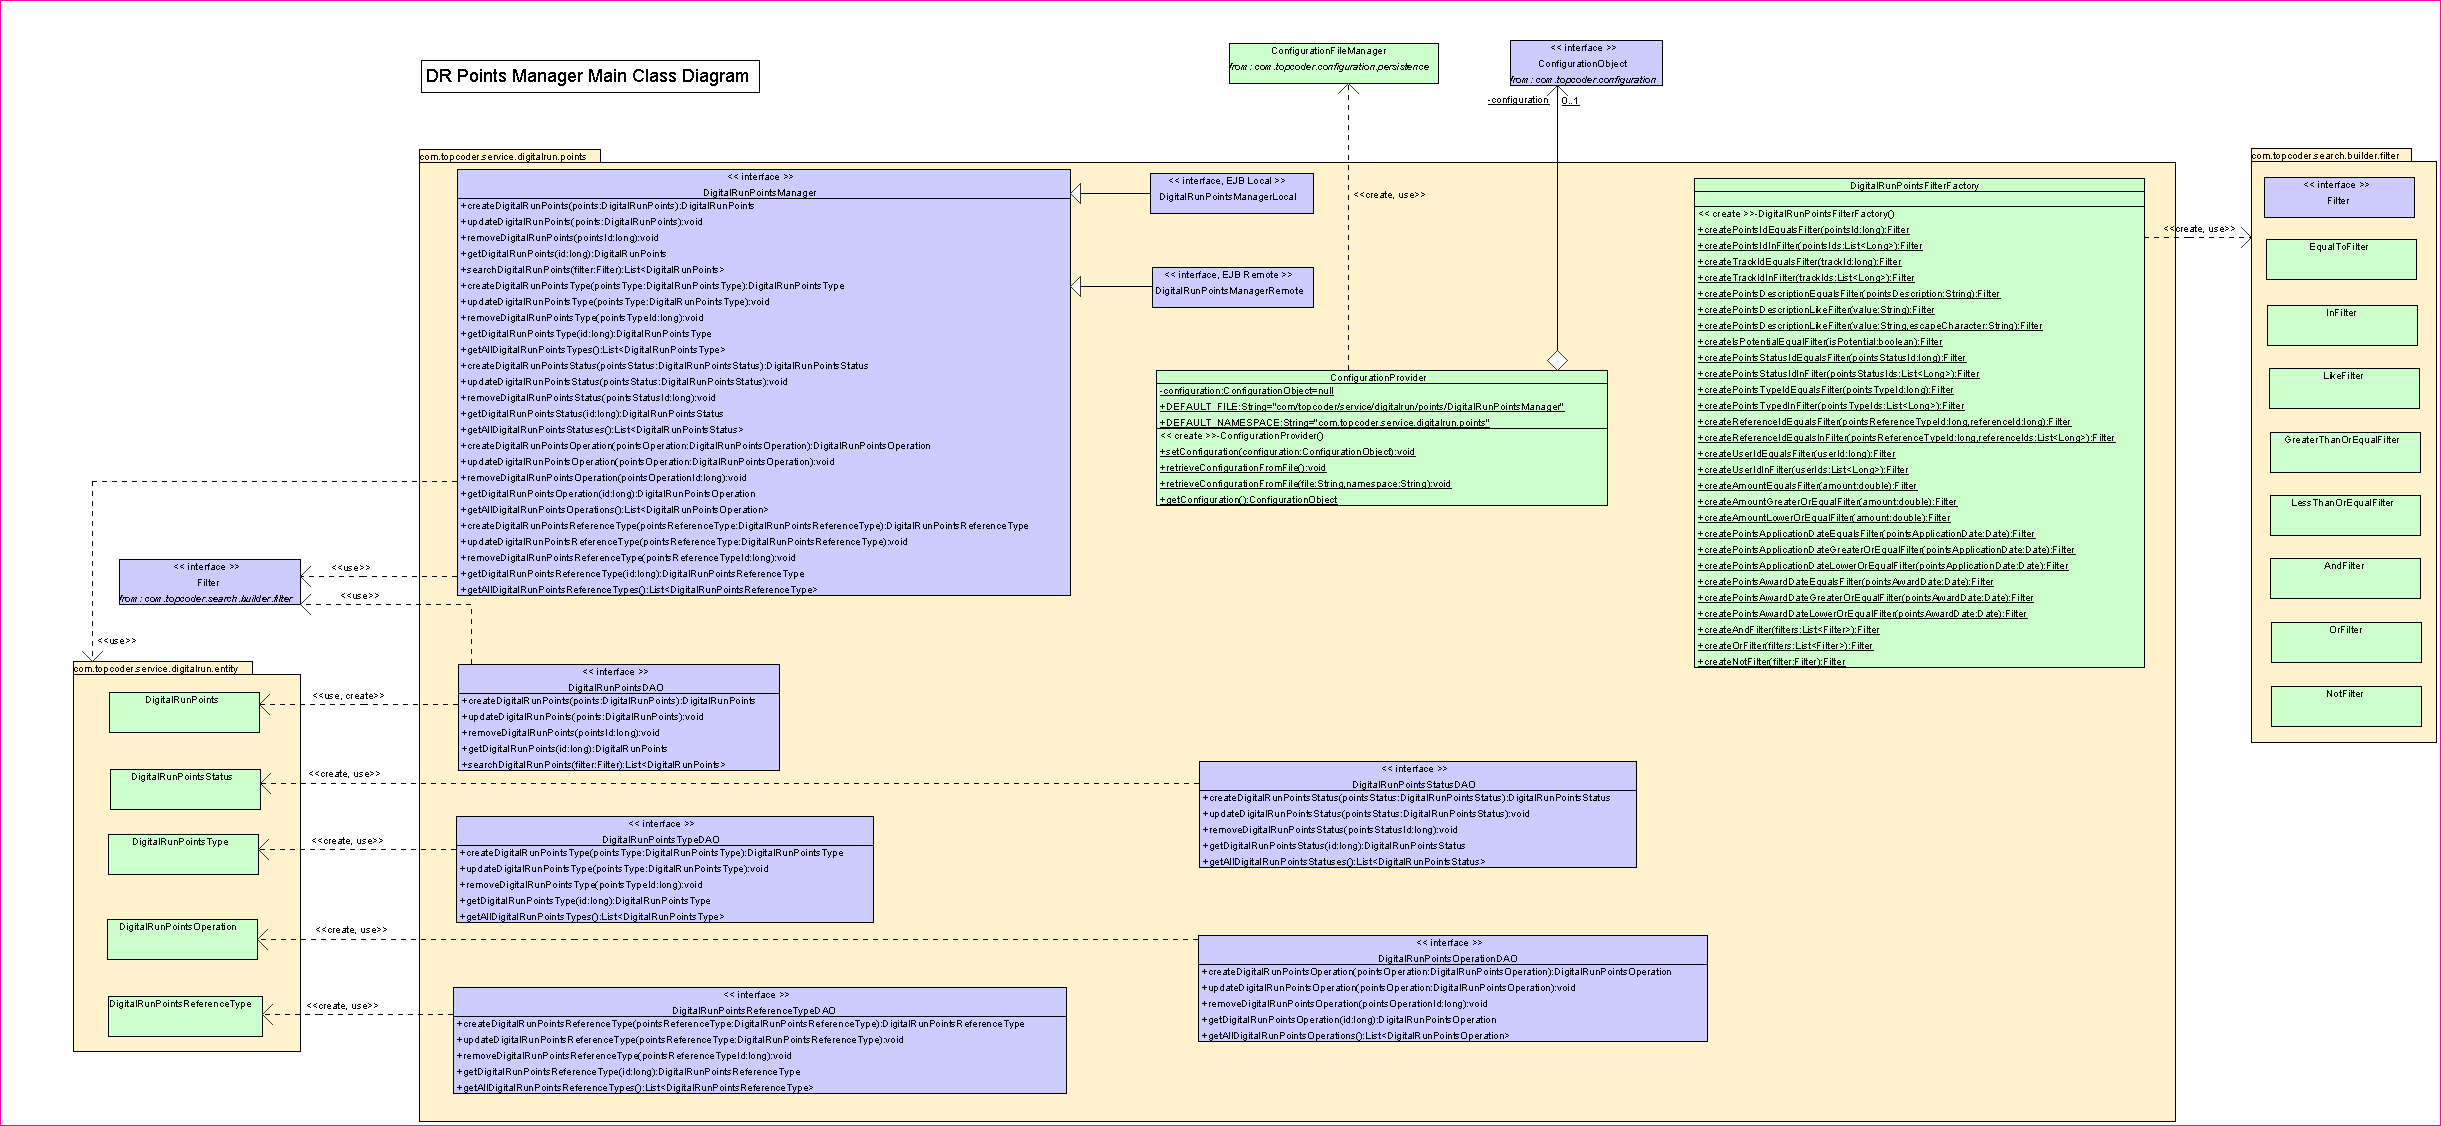 DR Points Manager Main Class Diagram
ConfigurationFileManager
from : com.topcoder.configuration.persistence
<< interface >>
ConfigurationObject
from : com.topcoder.configuration
-configuration
0..1
com.topcoder.service.digitalrun.points
<< interface >>
DigitalRunPointsManager
+createDigitalRunPoints(points:DigitalRunPoints):DigitalRunPoints
+updateDigitalRunPoints(points:DigitalRunPoints):void
+removeDigitalRunPoints(pointsId:long):void
+getDigitalRunPoints(id:long):DigitalRunPoints
+searchDigitalRunPoints(filter:Filter):List<DigitalRunPoints>
+createDigitalRunPointsType(pointsType:DigitalRunPointsType):DigitalRunPointsType
+updateDigitalRunPointsType(pointsType:DigitalRunPointsType):void
+removeDigitalRunPointsType(pointsTypeId:long):void
+getDigitalRunPointsType(id:long):DigitalRunPointsType
+getAllDigitalRunPointsTypes():List<DigitalRunPointsType>
+createDigitalRunPointsStatus(pointsStatus:DigitalRunPointsStatus):DigitalRunPointsStatus
+updateDigitalRunPointsStatus(pointsStatus:DigitalRunPointsStatus):void
+removeDigitalRunPointsStatus(pointsStatusId:long):void
+getDigitalRunPointsStatus(id:long):DigitalRunPointsStatus
+getAllDigitalRunPointsStatuses():List<DigitalRunPointsStatus>
+createDigitalRunPointsOperation(pointsOperation:DigitalRunPointsOperation):DigitalRunPointsOperation
+updateDigitalRunPointsOperation(pointsOperation:DigitalRunPointsOperation):void
+removeDigitalRunPointsOperation(pointsOperationId:long):void
+getDigitalRunPointsOperation(id:long):DigitalRunPointsOperation
+getAllDigitalRunPointsOperations():List<DigitalRunPointsOperation>
+createDigitalRunPointsReferenceType(pointsReferenceType:DigitalRunPointsReferenceType):DigitalRunPointsReferenceType
+updateDigitalRunPointsReferenceType(pointsReferenceType:DigitalRunPointsReferenceType):void
+removeDigitalRunPointsReferenceType(pointsReferenceTypeId:long):void
+getDigitalRunPointsReferenceType(id:long):DigitalRunPointsReferenceType
+getAllDigitalRunPointsReferenceTypes():List<DigitalRunPointsReferenceType>
<< interface, EJB Local >>
DigitalRunPointsManagerLocal
<< interface, EJB Remote >>
DigitalRunPointsManagerRemote
<<create, use>>
ConfigurationProvider
-configuration:ConfigurationObject=null
+DEFAULT_FILE:String="com/topcoder/service/digitalrun/points/DigitalRunPointsManager"
+DEFAULT_NAMESPACE:String="com.topcoder.service.digitalrun.points"
<< create >>-ConfigurationProvider()
+setConfiguration(configuration:ConfigurationObject):void
+retrieveConfigurationFromFile():void
+retrieveConfigurationFromFile(file:String,namespace:String):void
+getConfiguration():ConfigurationObject
DigitalRunPointsFilterFactory
<< create >>-DigitalRunPointsFilterFactory()
+createPointsIdEqualsFilter(pointsId:long):Filter
+createPointsIdInFilter(pointsIds:List<Long>):Filter
+createTrackIdEqualsFilter(trackId:long):Filter
+createTrackIdInFilter(trackIds:List<Long>):Filter
+createPointsDescriptionEqualsFilter(pointsDescription:String):Filter
+createPointsDescriptionLikeFilter(value:String):Filter
+createPointsDescriptionLikeFilter(value:String,escapeCharacter:String):Filter
+createIsPotentialEqualFilter(isPotential:boolean):Filter
+createPointsStatusIdEqualsFilter(pointsStatusId:long):Filter
+createPointsStatusIdInFilter(pointsStatusIds:List<Long>):Filter
+createPointsTypeIdEqualsFilter(pointsTypeId:long):Filter
+createPointsTypedInFilter(pointsTypeIds:List<Long>):Filter
+createReferenceIdEqualsFilter(pointsReferenceTypeId:long,referenceId:long):Filter
+createReferenceIdEqualsInFilter(pointsReferenceTypeId:long,referenceIds:List<Long>):Filter
+createUserIdEqualsFilter(userId:long):Filter
+createUserIdInFilter(userIds:List<Long>):Filter
+createAmountEqualsFilter(amount:double):Filter
+createAmountGreaterOrEqualFilter(amount:double):Filter
+createAmountLowerOrEqualFilter(amount:double):Filter
+createPointsApplicationDateEqualsFilter(pointsApplicationDate:Date):Filter
+createPointsApplicationDateGreaterOrEqualFilter(pointsApplicationDate:Date):Filter
+createPointsApplicationDateLowerOrEqualFilter(pointsApplicationDate:Date):Filter
+createPointsAwardDateEqualsFilter(pointsAwardDate:Date):Filter
+createPointsAwardDateGreaterOrEqualFilter(pointsAwardDate:Date):Filter
+createPointsAwardDateLowerOrEqualFilter(pointsAwardDate:Date):Filter
+createAndFilter(filters:List<Filter>):Filter
+createOrFilter(filters:List<Filter>):Filter
+createNotFilter(filter:Filter):Filter
<<create, use>>
com.topcoder.search.builder.filter
<< interface >>
Filter
EqualToFilter
InFilter
LikeFilter
GreaterThanOrEqualFilter
LessThanOrEqualFilter
AndFilter
OrFilter
NotFilter
<< interface >>
Filter
from : com.topcoder.search.builder.filter
<<use>>
<<use>>
<<use>>
com.topcoder.service.digitalrun.entity
DigitalRunPoints
DigitalRunPointsStatus
DigitalRunPointsType
DigitalRunPointsOperation
DigitalRunPointsReferenceType
<<use, create>>
<<create, use>>
<<create, use>>
<<create, use>>
<<create, use>>
<< interface >>
DigitalRunPointsDAO
+createDigitalRunPoints(points:DigitalRunPoints):DigitalRunPoints
+updateDigitalRunPoints(points:DigitalRunPoints):void
+removeDigitalRunPoints(pointsId:long):void
+getDigitalRunPoints(id:long):DigitalRunPoints
+searchDigitalRunPoints(filter:Filter):List<DigitalRunPoints>
<< interface >>
DigitalRunPointsStatusDAO
+createDigitalRunPointsStatus(pointsStatus:DigitalRunPointsStatus):DigitalRunPointsStatus
+updateDigitalRunPointsStatus(pointsStatus:DigitalRunPointsStatus):void
+removeDigitalRunPointsStatus(pointsStatusId:long):void
+getDigitalRunPointsStatus(id:long):DigitalRunPointsStatus
+getAllDigitalRunPointsStatuses():List<DigitalRunPointsStatus>
<< interface >>
DigitalRunPointsTypeDAO
+createDigitalRunPointsType(pointsType:DigitalRunPointsType):DigitalRunPointsType
+updateDigitalRunPointsType(pointsType:DigitalRunPointsType):void
+removeDigitalRunPointsType(pointsTypeId:long):void
+getDigitalRunPointsType(id:long):DigitalRunPointsType
+getAllDigitalRunPointsTypes():List<DigitalRunPointsType>
<< interface >>
DigitalRunPointsOperationDAO
+createDigitalRunPointsOperation(pointsOperation:DigitalRunPointsOperation):DigitalRunPointsOperation
+updateDigitalRunPointsOperation(pointsOperation:DigitalRunPointsOperation):void
+removeDigitalRunPointsOperation(pointsOperationId:long):void
+getDigitalRunPointsOperation(id:long):DigitalRunPointsOperation
+getAllDigitalRunPointsOperations():List<DigitalRunPointsOperation>
<< interface >>
DigitalRunPointsReferenceTypeDAO
+createDigitalRunPointsReferenceType(pointsReferenceType:DigitalRunPointsReferenceType):DigitalRunPointsReferenceType
+updateDigitalRunPointsReferenceType(pointsReferenceType:DigitalRunPointsReferenceType):void
+removeDigitalRunPointsReferenceType(pointsReferenceTypeId:long):void
+getDigitalRunPointsReferenceType(id:long):DigitalRunPointsReferenceType
+getAllDigitalRunPointsReferenceTypes():List<DigitalRunPointsReferenceType>